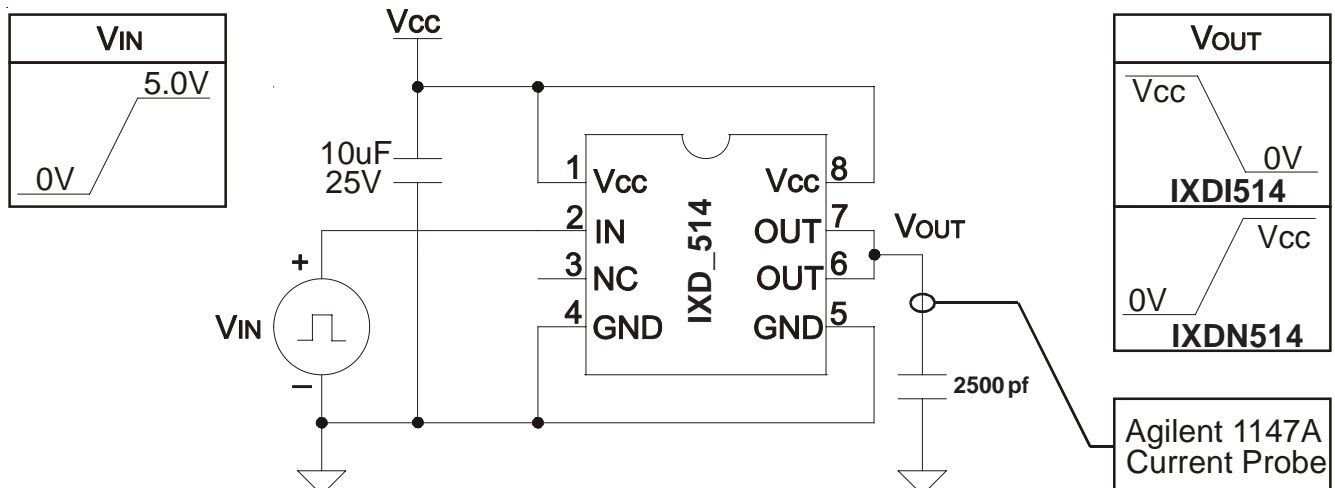 VIN
5.0V
0V
Vcc
10uF
25V
1
Vcc
2
IN
3
NC
4
GND
IXD_514
Vcc
8
OUT
7
OUT
6
GND
5
+
VIN
–
VOUT
2500 pf
VOUT
Vcc
0V
IXDI514
Vcc
0V
IXDN514
Agilent 1147A
Current Probe